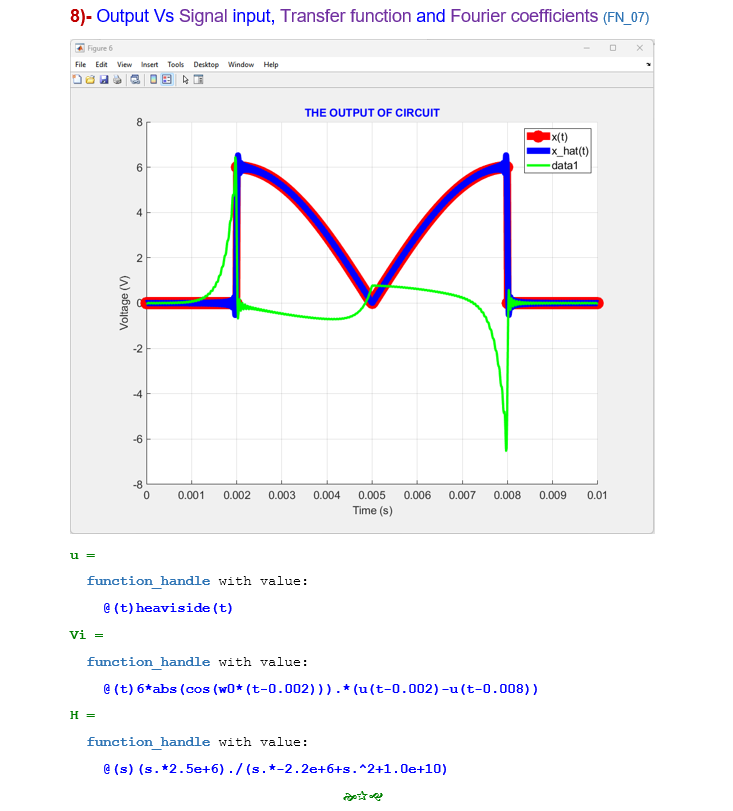 8)- Output Vs Signal input, Transfer function and Fourier coefficients (FN_07)
Figure 6
File Edit View Insert Tools Desktop Window Help
THE OUTPUT OF CIRCUIT
x(t)
x_hat(t)
data1
8
6
4
2
0
-2
-4
-6
-8
Voltage (V)
0 0.001 0.002 0.003 0.004 0.005 0.006 0.007 0.008 0.009 0.01
Time (s)
u =
function_handle with value:
@(t)heaviside(t)
Vi =
function_handle with value:
@(t)6*abs(cos(w0*(t-0.002))).*(u(t-0.002)-u(t-0.008))
H =
function_handle with value:
@(s)(s.*2.5e+6)./(s.*-2.2e+6+s.^2+1.0e+10)